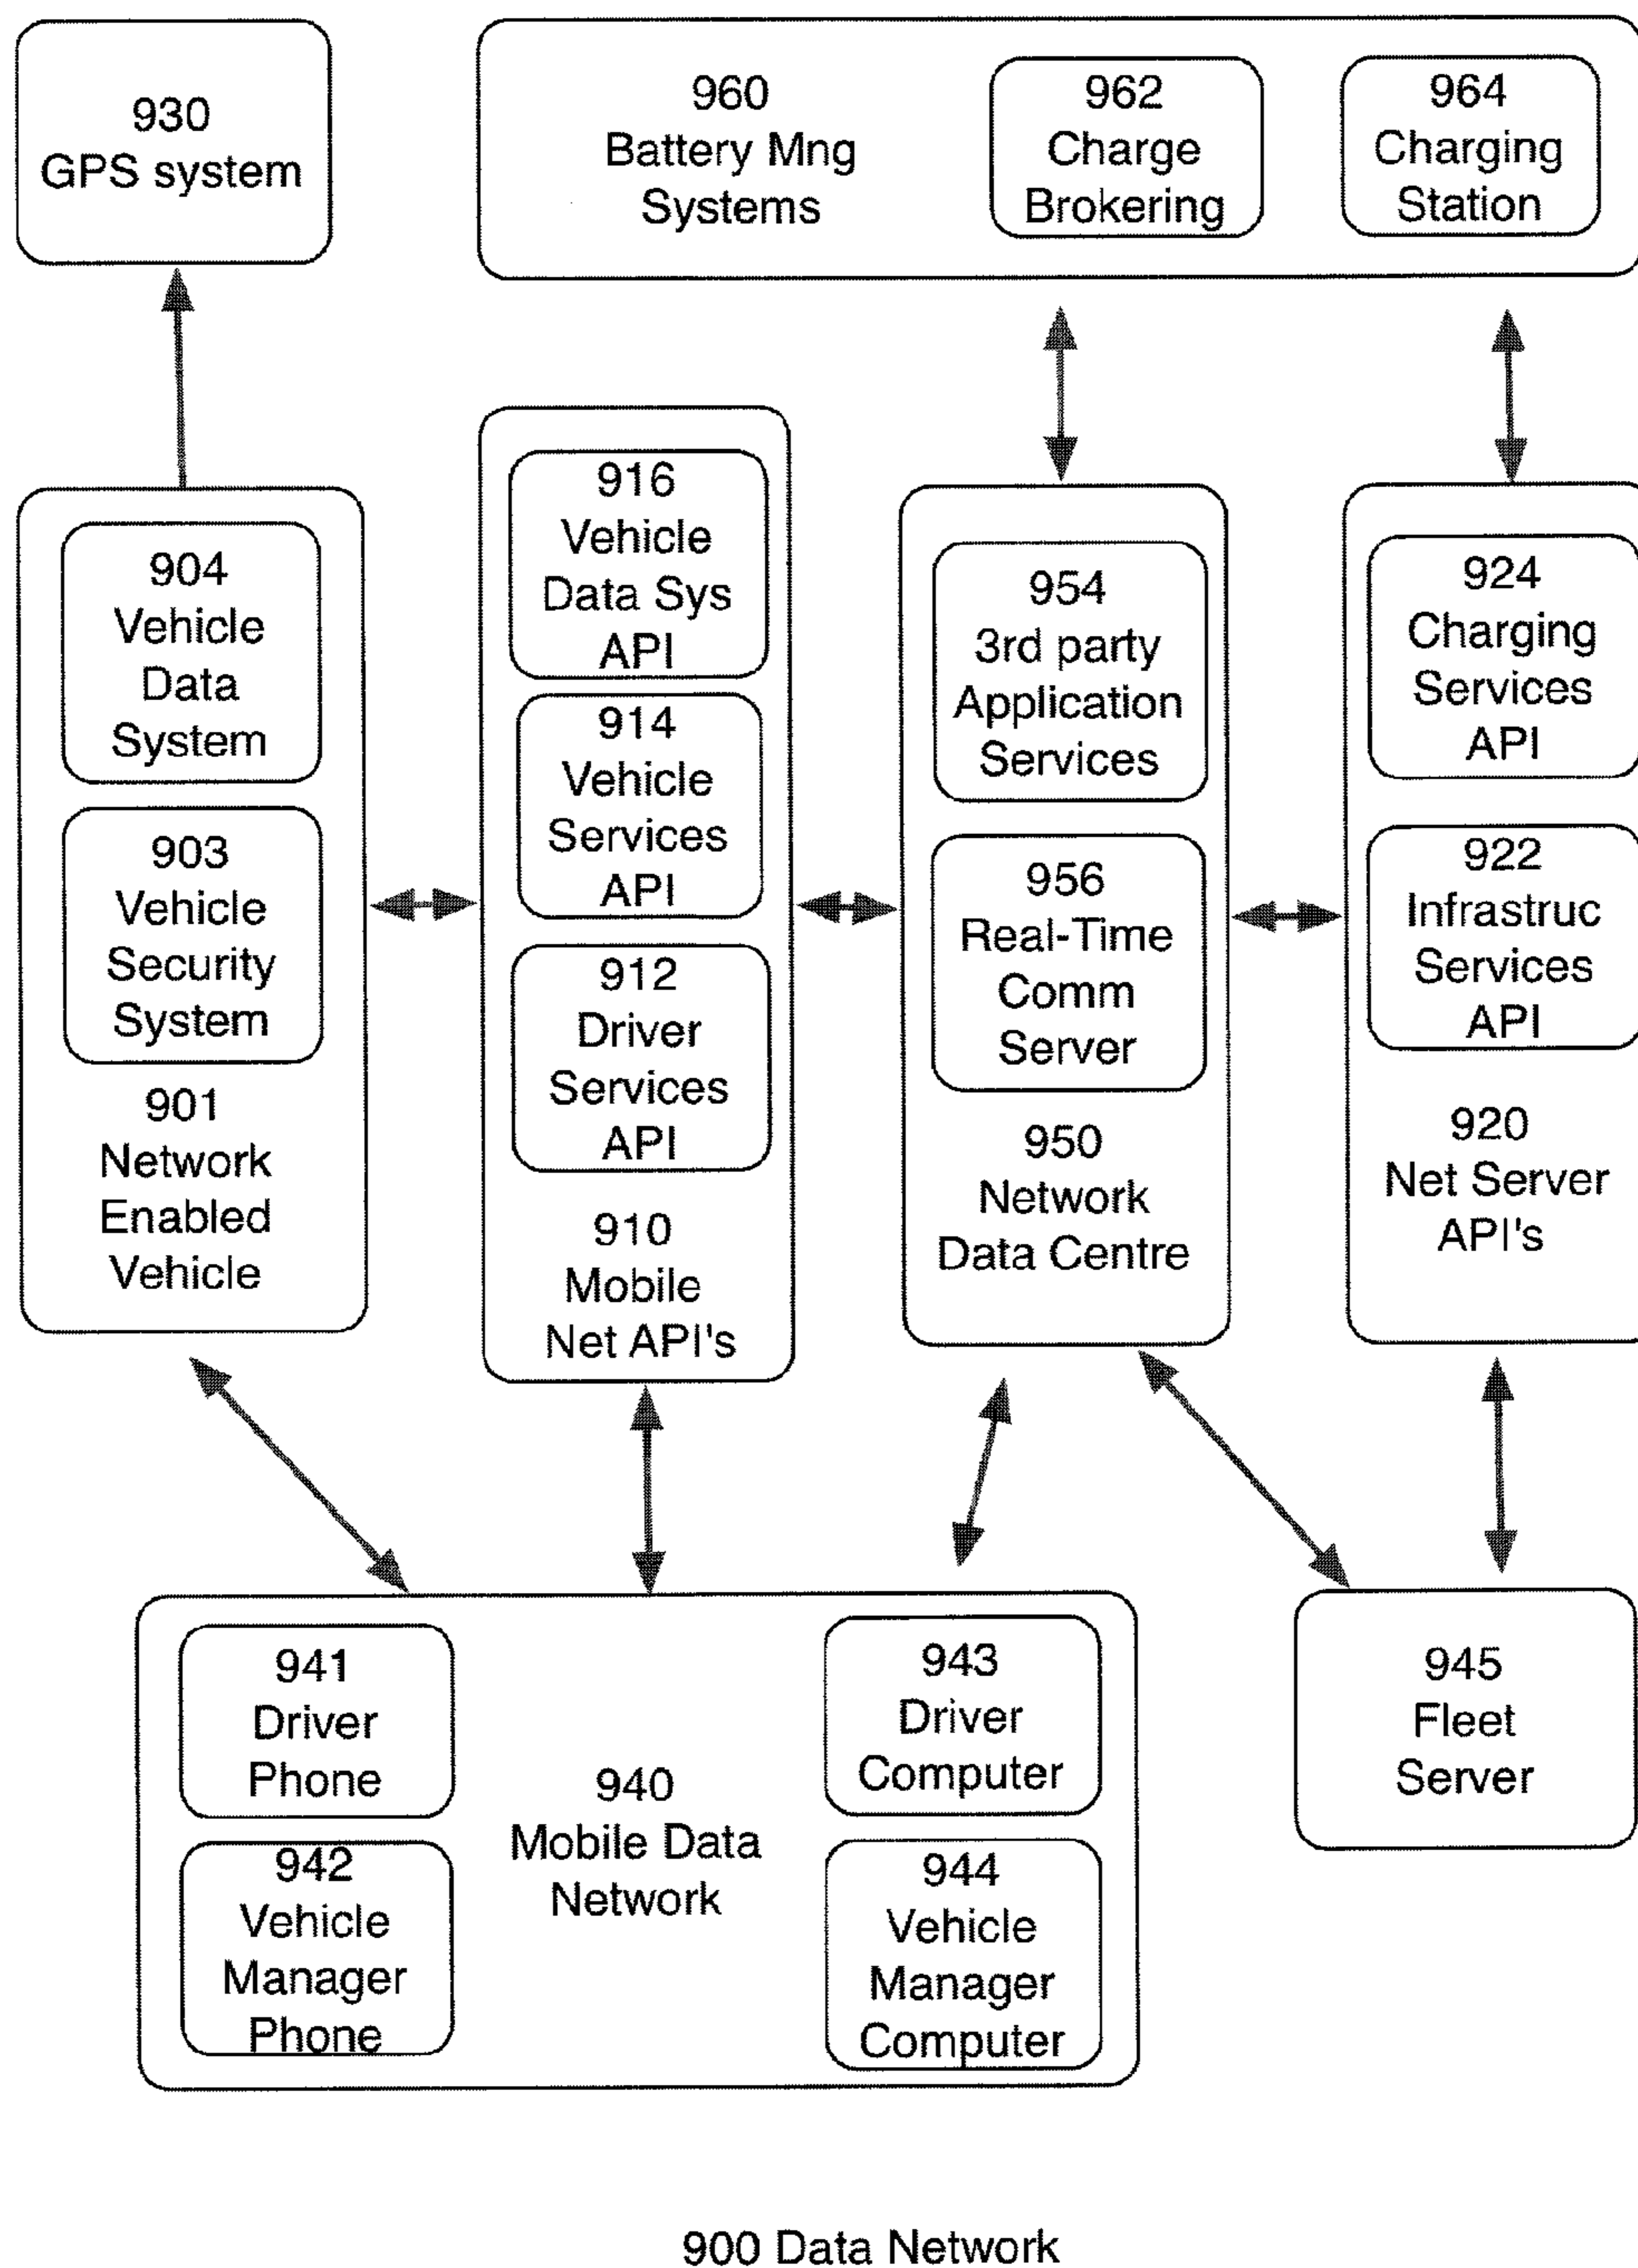 930
GPS system
960
Battery Mng
Systems
962
Charge
Brokering
964
Charging
Station
904
Vehicle
Data
System
903
Vehicle
Security
System
901
Network
Enabled
Vehicle
916
Vehicle
Data Sys
API
914
Vehicle
Services
API
912
Driver
Services
API
910
Mobile
Net API's
954
3rd party
Application
Services
956
Real-Time
Comm
Server
950
Network
Data Centre
924
Charging
Services
API
922
Infrastruc
Services
API
920
Net Server
API's
941
Driver
Phone
942
Vehicle
Manager
Phone
940
Mobile Data
Network
943
Driver
Computer
944
Vehicle
Manager
Computer
945
Fleet
Server
900 Data Network